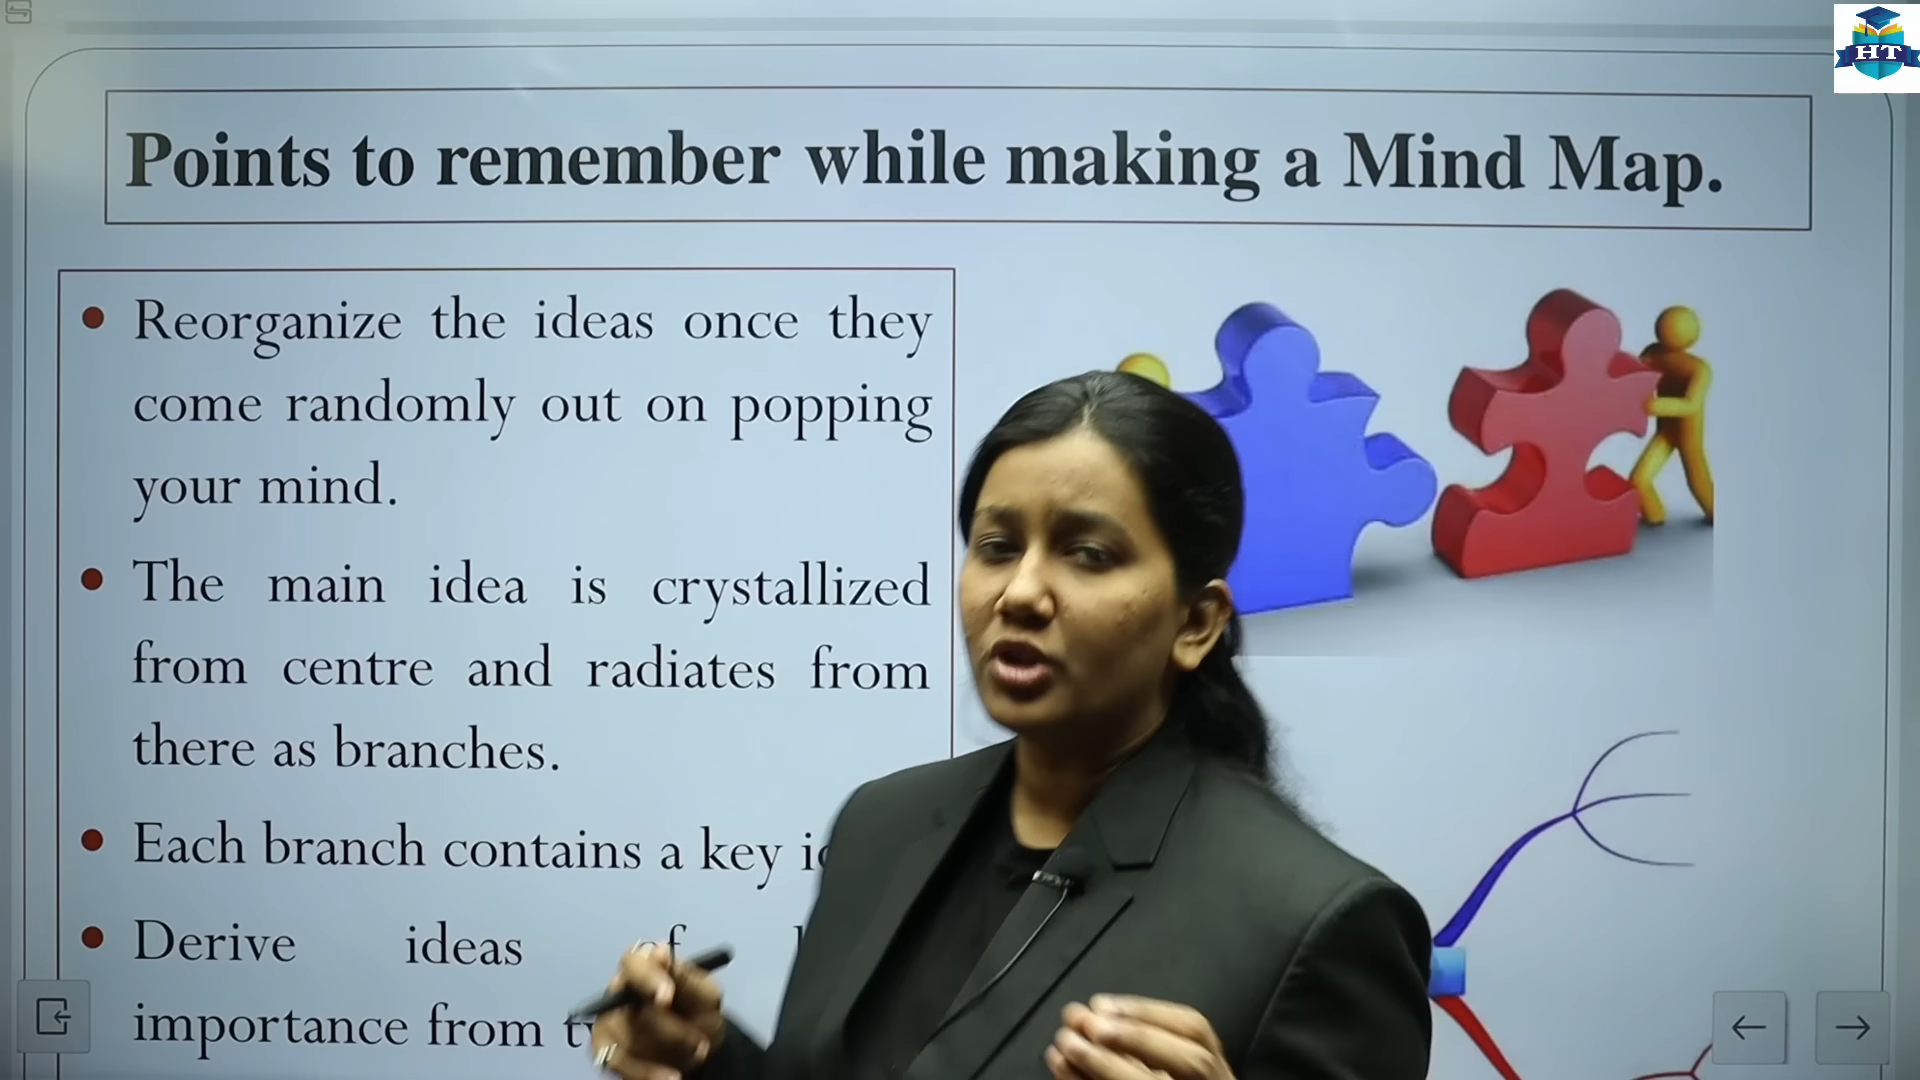 HT
Points to remember while making a Mind Map.
• Reorganize the ideas once they
come randomly out on popping
your mind.
• The main idea is crystallized
from centre and radiates from
there as branches.
• Each branch contains a key
• Derive ideas of
importance from